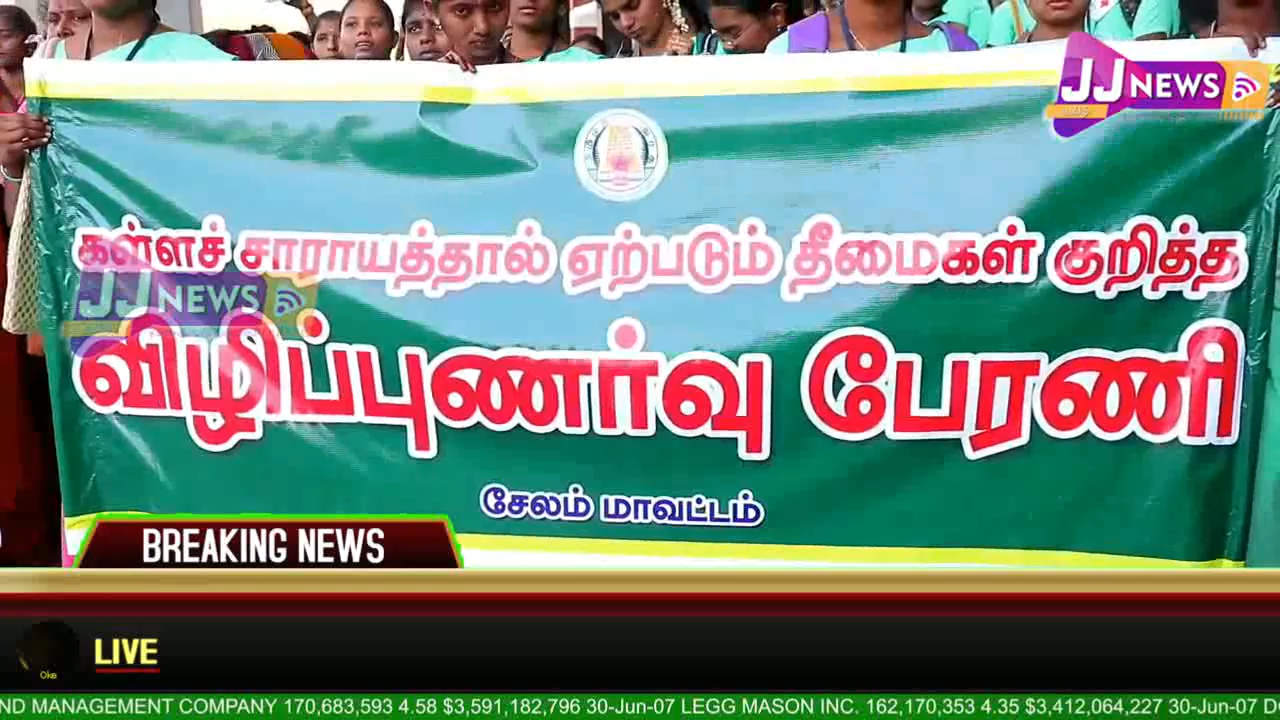 JJ NEWS
கள்ளச் சாராயத்தால் ஏற்படும் தீமைகள் குறித்த
JJ NEWS
விழிப்புணர்வு பேரணி
சேலம் மாவட்டம்
BREAKING NEWS
LIVE
Oke
ND MANAGEMENT COMPANY 170,683,593 4.58 $3,591,182,796 30-Jun-07 LEGG MASON INC. 162,170,353 4.35 $3,412,064,227 30-Jun-07 D